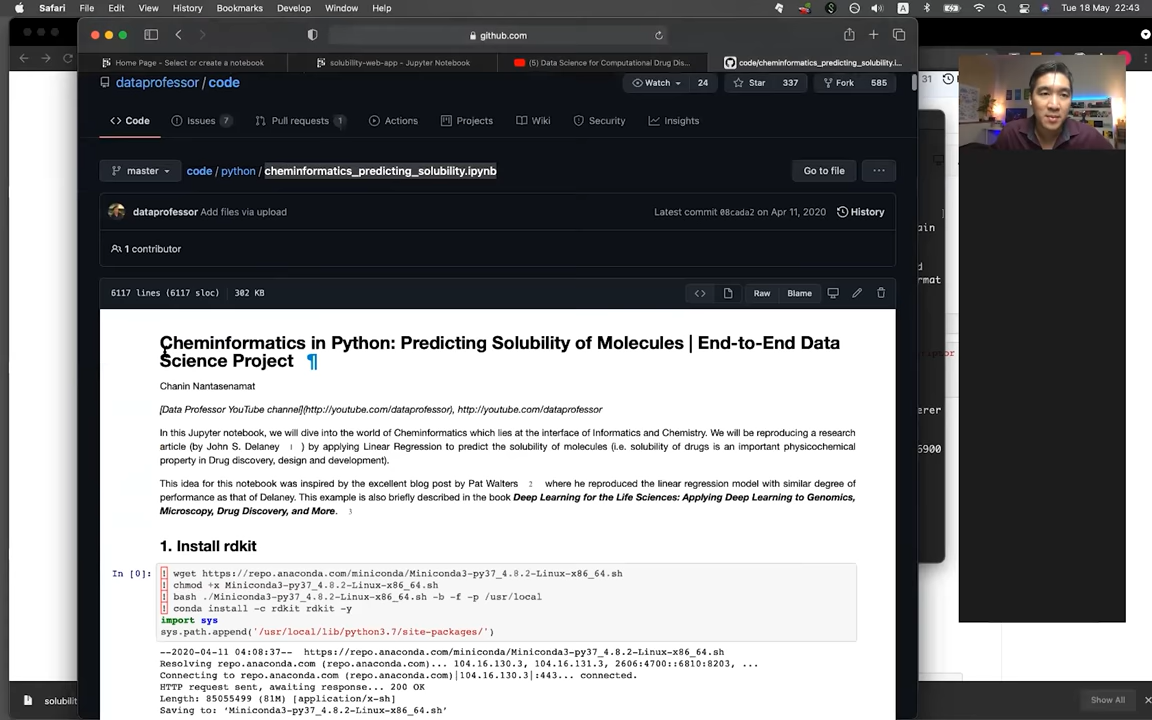 Safari File Edit View History Bookmarks Develop Window Help
Tue 18 May 22:43
github.com
Home Page - Select or create a notebook
solubility-web-app - Jupyter Notebook
(5) Data Science for Computational Drug Dis...
code/cheminformatics_predicting_solubility.i...
dataprofessor / code
Watch 24
Star 337
Fork 585
31
Code
Issues 7
Pull requests 1
Actions
Projects
Wiki
Security
Insights
master
code / python / cheminformatics_predicting_solubility.ipynb
Go to file
...
dataprofessor Add files via upload
Latest commit 08cada2 on Apr 11, 2020
History
1 contributor
6117 lines (6117 sloc) 302 KB
<> Raw Blame
Cheminformatics in Python: Predicting Solubility of Molecules | End-to-End Data
Science Project ¶
Chanin Nantasenamat
[Data Professor YouTube channel](http://youtube.com/dataprofessor), http://youtube.com/dataprofessor
In this Jupyter notebook, we will dive into the world of Cheminformatics which lies at the interface of Informatics and Chemistry. We will be reproducing a research
article (by John S. Delaney 1 ) by applying Linear Regression to predict the solubility of molecules (i.e. solubility of drugs is an important physicochemical
property in Drug discovery, design and development).
This idea for this notebook was inspired by the excellent blog post by Pat Walters 2 where he reproduced the linear regression model with similar degree of
performance as that of Delaney. This example is also briefly described in the book Deep Learning for the Life Sciences: Applying Deep Learning to Genomics,
Microscopy, Drug Discovery, and More. 3
1. Install rdkit
In [0]:
! wget https://repo.anaconda.com/miniconda/Miniconda3-py37_4.8.2-Linux-x86_64.sh
! chmod +x Miniconda3-py37_4.8.2-Linux-x86_64.sh
! bash ./Miniconda3-py37_4.8.2-Linux-x86_64.sh -b -f -p /usr/local
! conda install -c rdkit rdkit -y
import sys
sys.path.append('/usr/local/lib/python3.7/site-packages/')
--2020-04-11 04:08:37-- https://repo.anaconda.com/miniconda/Miniconda3-py37_4.8.2-Linux-x86_64.sh
Resolving repo.anaconda.com (repo.anaconda.com)... 104.16.130.3, 104.16.131.3, 2606:4700::6810:8203, ...
Connecting to repo.anaconda.com (repo.anaconda.com)|104.16.130.3|:443... connected.
HTTP request sent, awaiting response... 200 OK
Length: 85055499 (81M) [application/x-sh]
Saving to: ‘Miniconda3-py37_4.8.2-Linux-x86_64.sh’
ain
d
rmat
riptor
erer
6900
solubilit
Show All